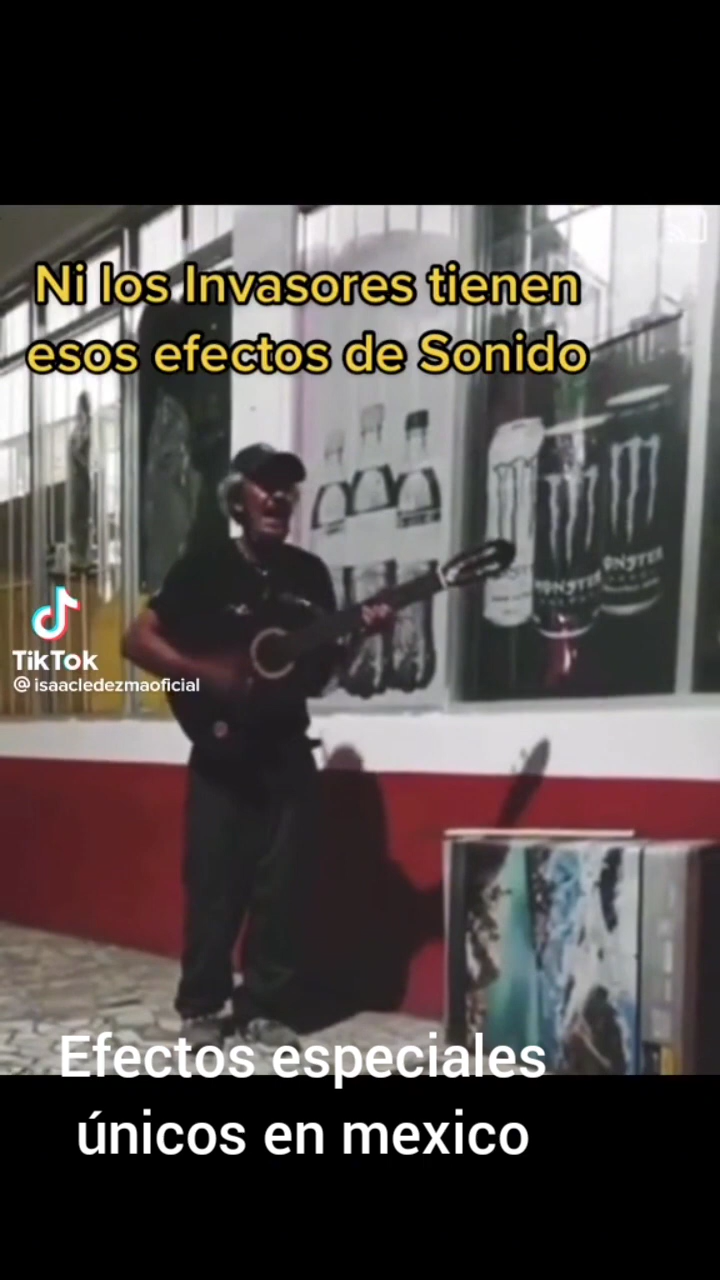 Ni los Invasores tienen
esos efectos de Sonido
MONSTER
MONSTER
TikTok
@isaacledezmaoficial
Efectos especiales
únicos en mexico